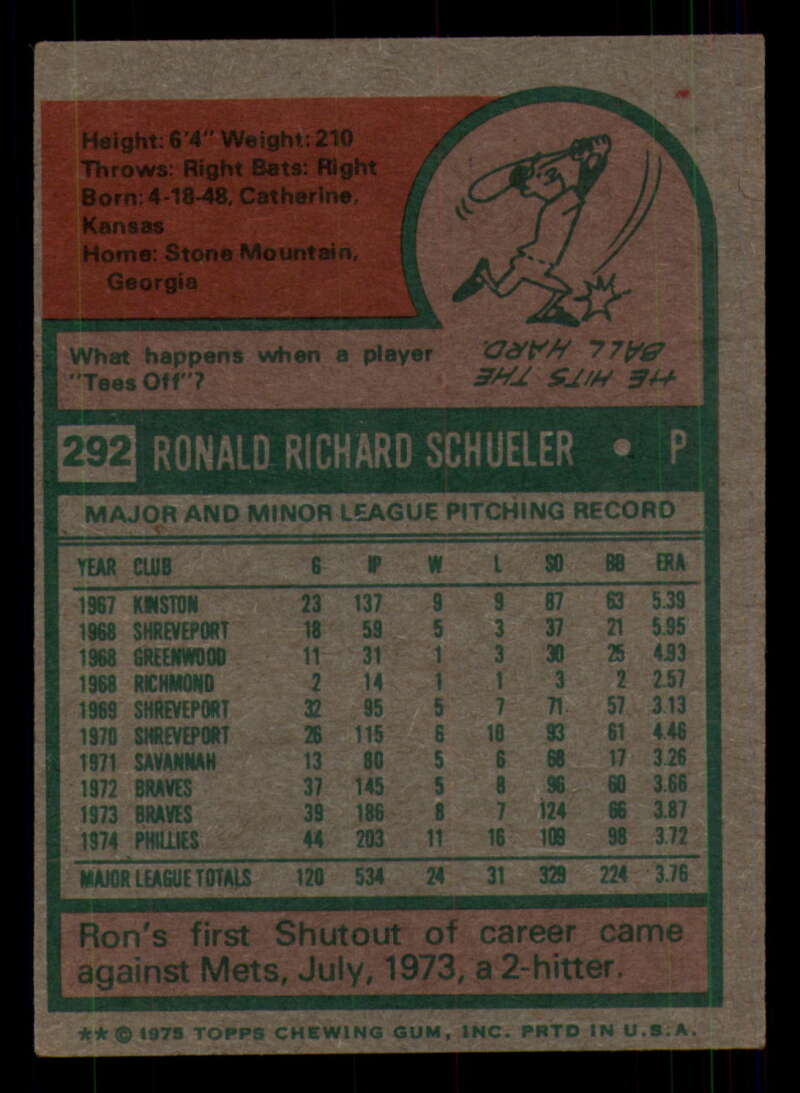 Height: 6'4" Weight: 210
Throws: Right Bats: Right
Born: 4-18-48, Catherine,
Kansas
Home: Stone Mountain,
Georgia
What happens when a player
"Tees Off"?
HE HITS THE
BALL HARD.
292 RONALD RICHARD SCHUELER • P
MAJOR AND MINOR LEAGUE PITCHING RECORD
YEAR CLUB G IP W L SO BB ERA
1967 KINSTON 23 137 9 9 87 63 5.39
1968 SHREVEPORT 18 59 5 3 37 21 5.95
1968 GREENWOOD 11 31 1 3 30 25 4.93
1968 RICHMOND 2 14 1 1 3 2 2.57
1969 SHREVEPORT 32 95 5 7 71 57 3.13
1970 SHREVEPORT 26 115 6 10 93 61 4.46
1971 SAVANNAH 13 80 5 6 68 17 3.26
1972 BRAVES 37 145 5 8 96 60 3.66
1973 BRAVES 39 186 8 7 124 66 3.87
1974 PHILLIES 44 203 11 16 109 98 3.72
MAJOR LEAGUE TOTALS 120 534 24 31 329 224 3.76
Ron's first Shutout of career came
against Mets, July, 1973, a 2-hitter.
** © 1975 TOPPS CHEWING GUM, INC. PRTD IN U.S.A.